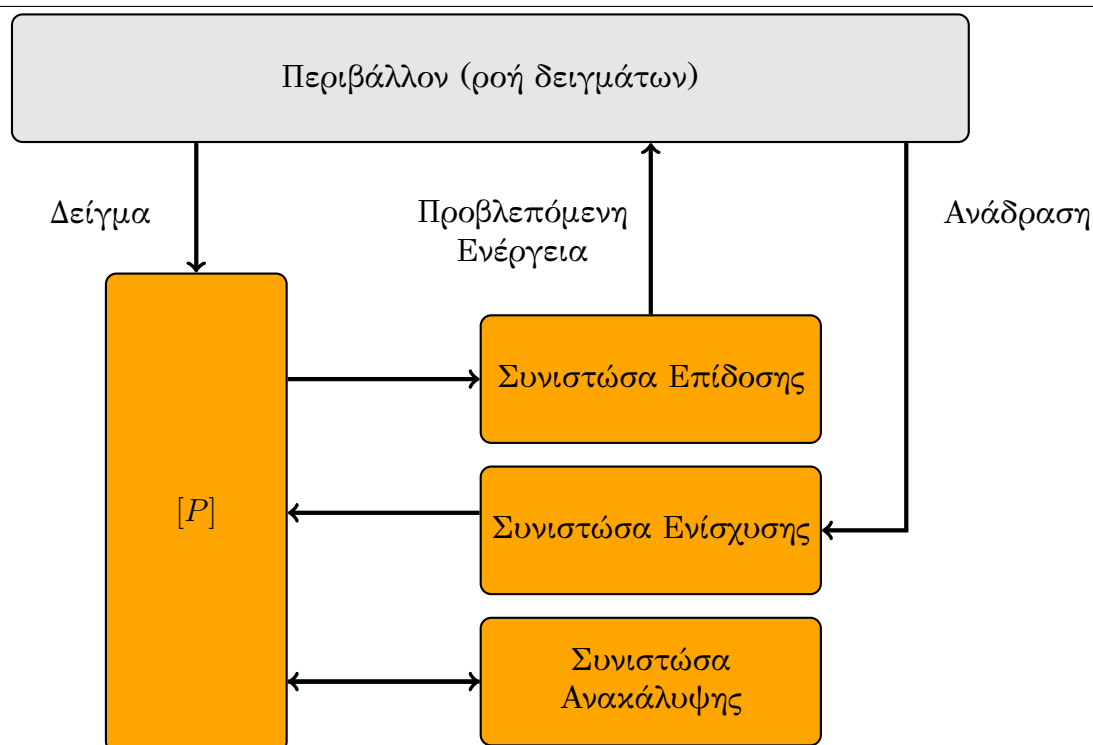 Περιβάλλον (ροή δειγμάτων)
Δείγμα
Προβλεπόμενη
Ενέργεια
Ανάδραση
Συνιστώσα Επίδοσης
[P]
Συνιστώσα Ενίσχυσης
Συνιστώσα
Ανακάλυψης